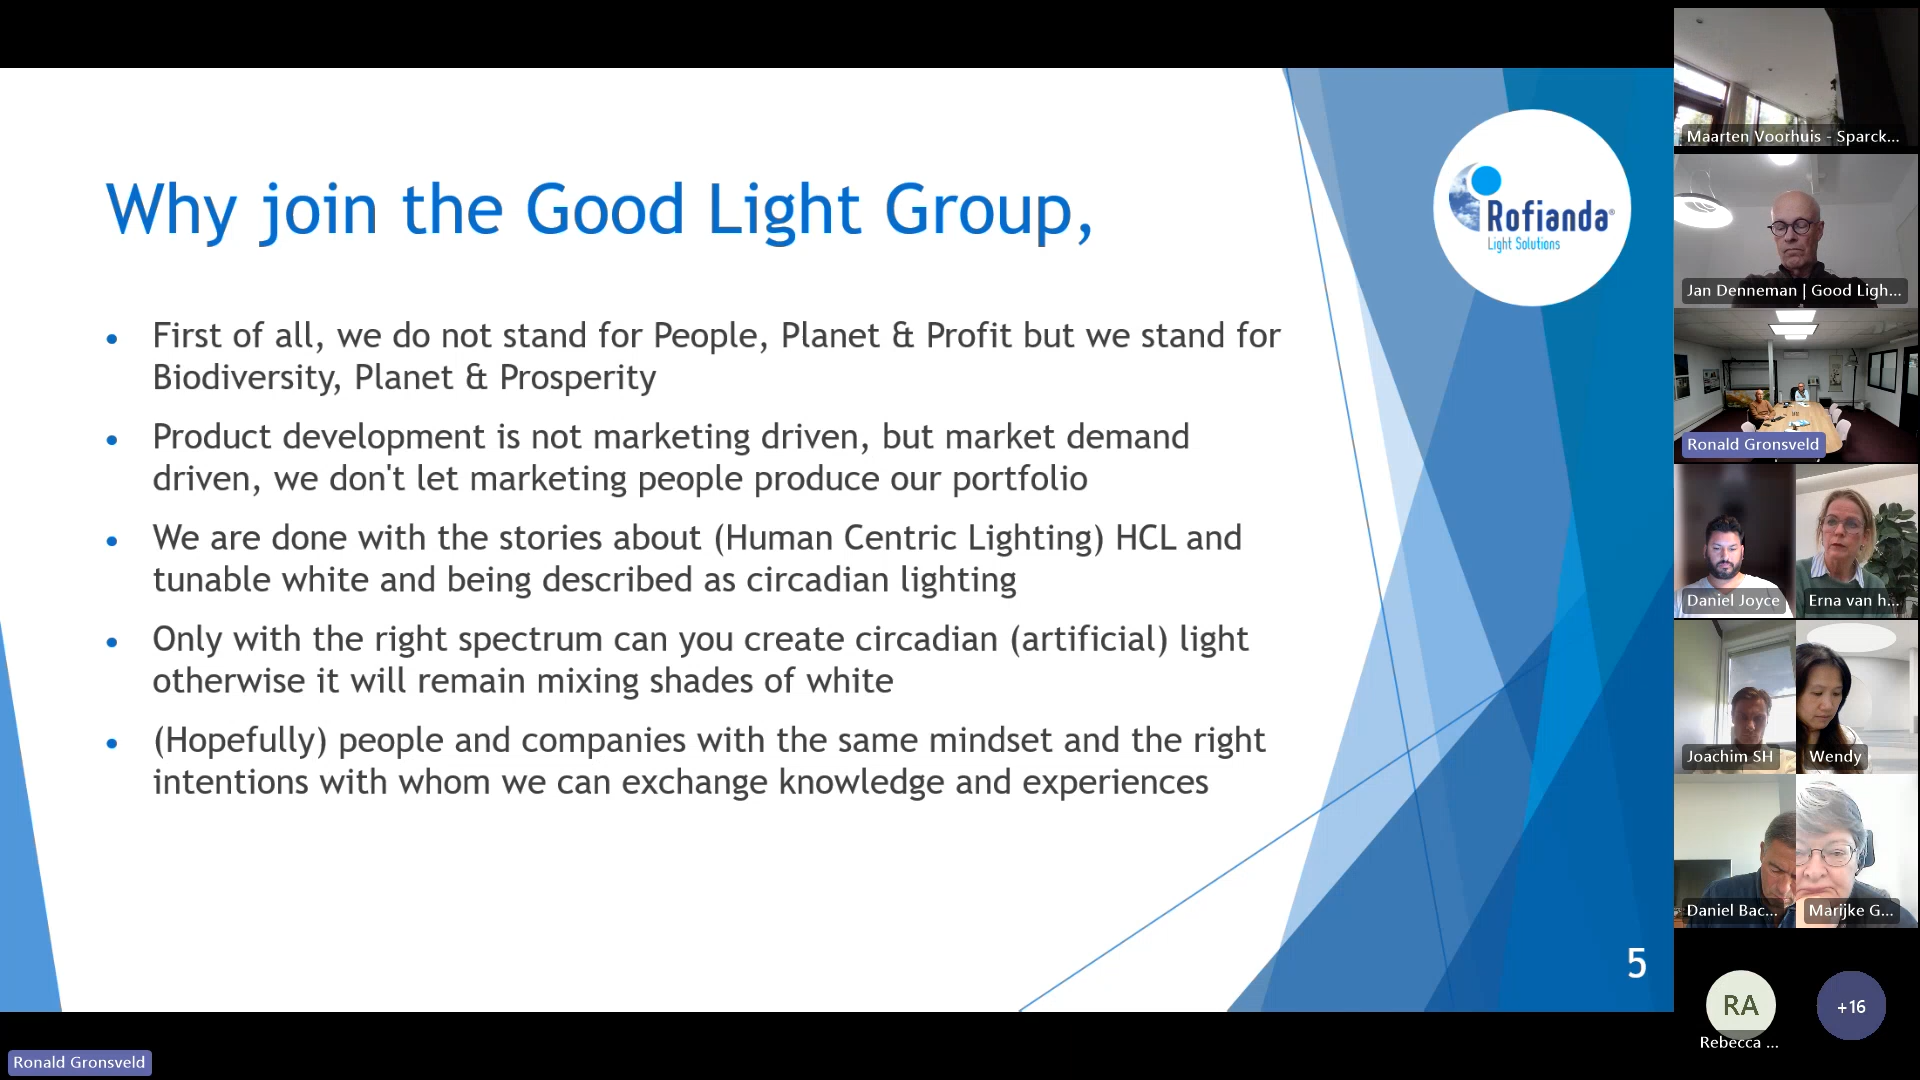 Why join the Good Light Group,
Rofianda®
Light Solutions
• First of all, we do not stand for People, Planet & Profit but we stand for
Biodiversity, Planet & Prosperity
• Product development is not marketing driven, but market demand
driven, we don't let marketing people produce our portfolio
• We are done with the stories about (Human Centric Lighting) HCL and
tunable white and being described as circadian lighting
• Only with the right spectrum can you create circadian (artificial) light
otherwise it will remain mixing shades of white
• (Hopefully) people and companies with the same mindset and the right
intentions with whom we can exchange knowledge and experiences
5
Ronald Gronsveld
Maarten Voorhuis - Sparck...
Jan Denneman | Good Ligh...
Ronald Gronsveld
Daniel Joyce
Erna van h...
Joachim SH
Wendy
Daniel Bac...
Marijke G...
RA
Rebecca ...
+16